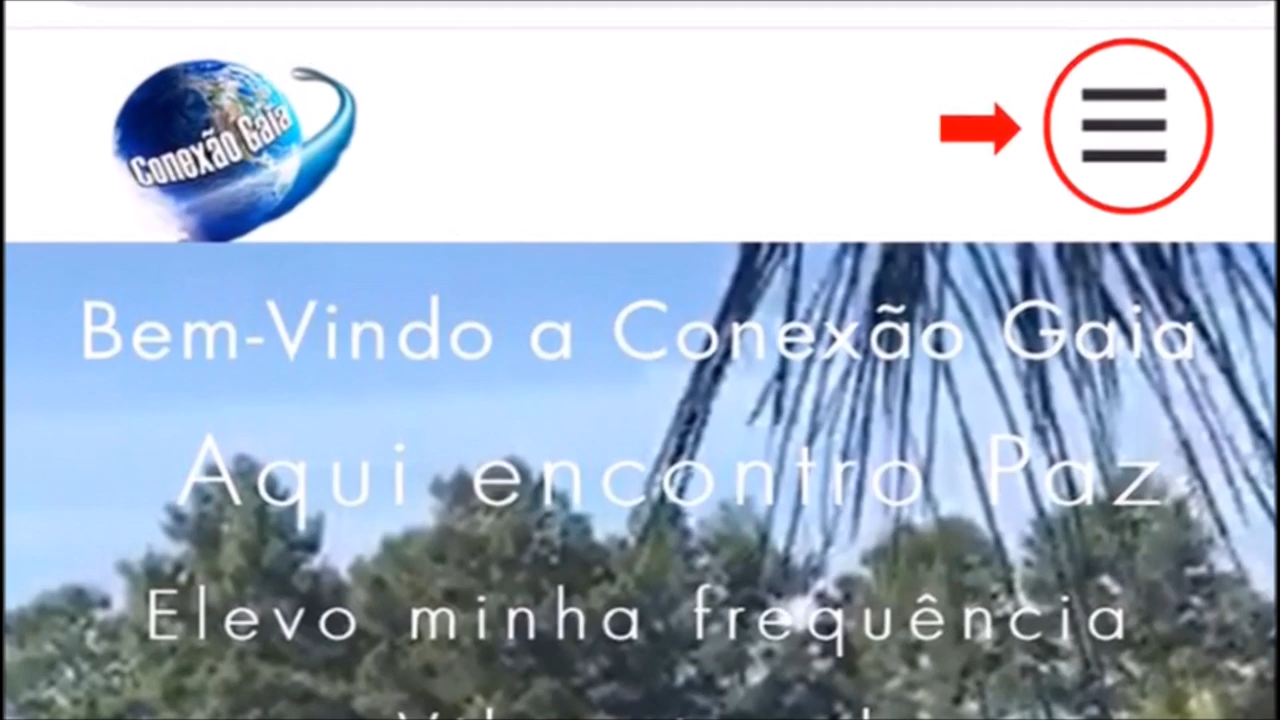 Conexão Gaia
Bem-Vindo a Conexão Gaia
Aqui encontro Paz
Elevo minha frequência